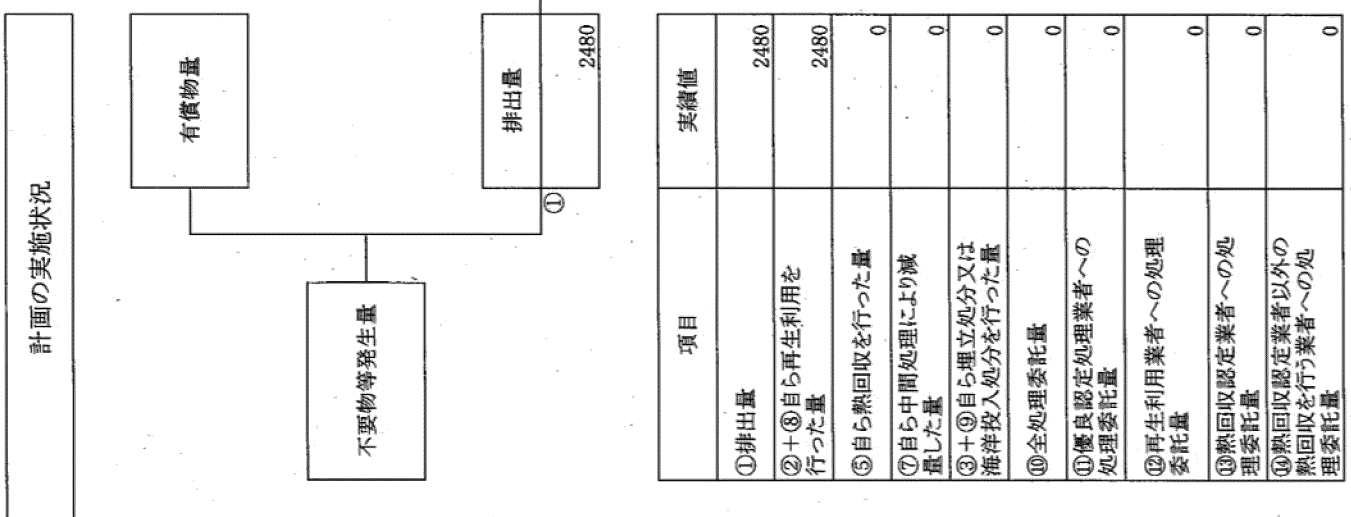 計画の実施状況
有償物量
不要物等発生量
排出量
①
2480
項目 実績値
①排出量 2480
②+⑧自ら再生利用を
行った量 2480
⑤自ら熱回収を行った量 0
⑦自ら中間処理により減
量した量 0
③+⑨自ら埋立処分又は
海洋投入処分を行った量 0
⑩全処理委託量 0
⑪優良認定処理業者への
処理委託量 0
⑫再生利用業者への処理
委託量 0
⑬熱回収認定業者への処
理委託量 0
⑭熱回収認定業者以外の
熱回収を行う業者への処
理委託量 0